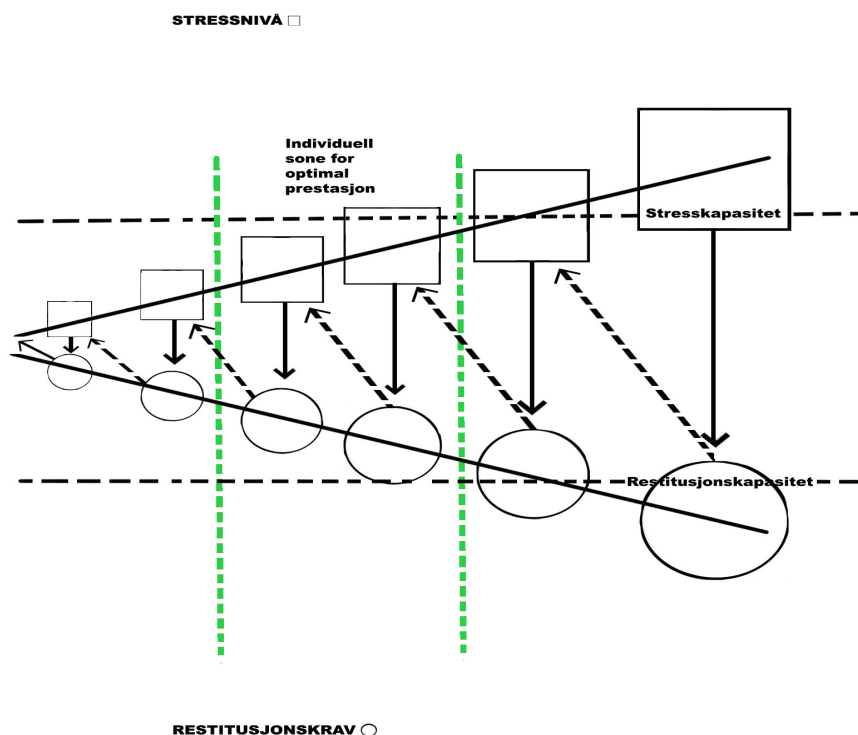 STRESSNIVÅ
Individuell
sone for
optimal
prestasjon
Stresskapasitet
Restitusjonskapasitet
RESTITUSJONSKRAV